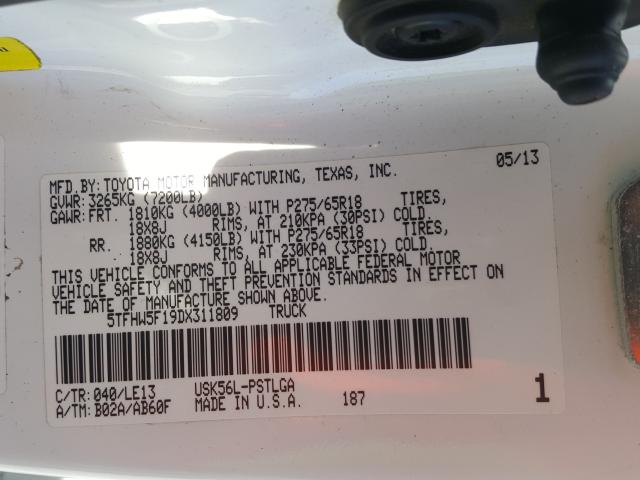 MFD.BY:TOYOTA MOTOR MANUFACTURING, TEXAS, INC. 05/13
GVWR:3265KG (7200LB)
GAWR:FRT. 1810KG (4000LB) WITH P275/65R18 TIRES,
18X8J RIMS, AT 210KPA (30PSI) COLD.
RR. 1880KG (4150LB) WITH P275/65R18 TIRES,
18X8J RIMS, AT 230KPA (33PSI) COLD.
THIS VEHICLE CONFORMS TO ALL APPLICABLE FEDERAL MOTOR
VEHICLE SAFETY AND THEFT PREVENTION STANDARDS IN EFFECT ON
THE DATE OF MANUFACTURE SHOWN ABOVE.
5TFHW5F19DX311809 TRUCK
C/TR:040/LE13 USK56L-PSTLGA
A/TM:B02A/AB60F MADE IN U.S.A. 187 1